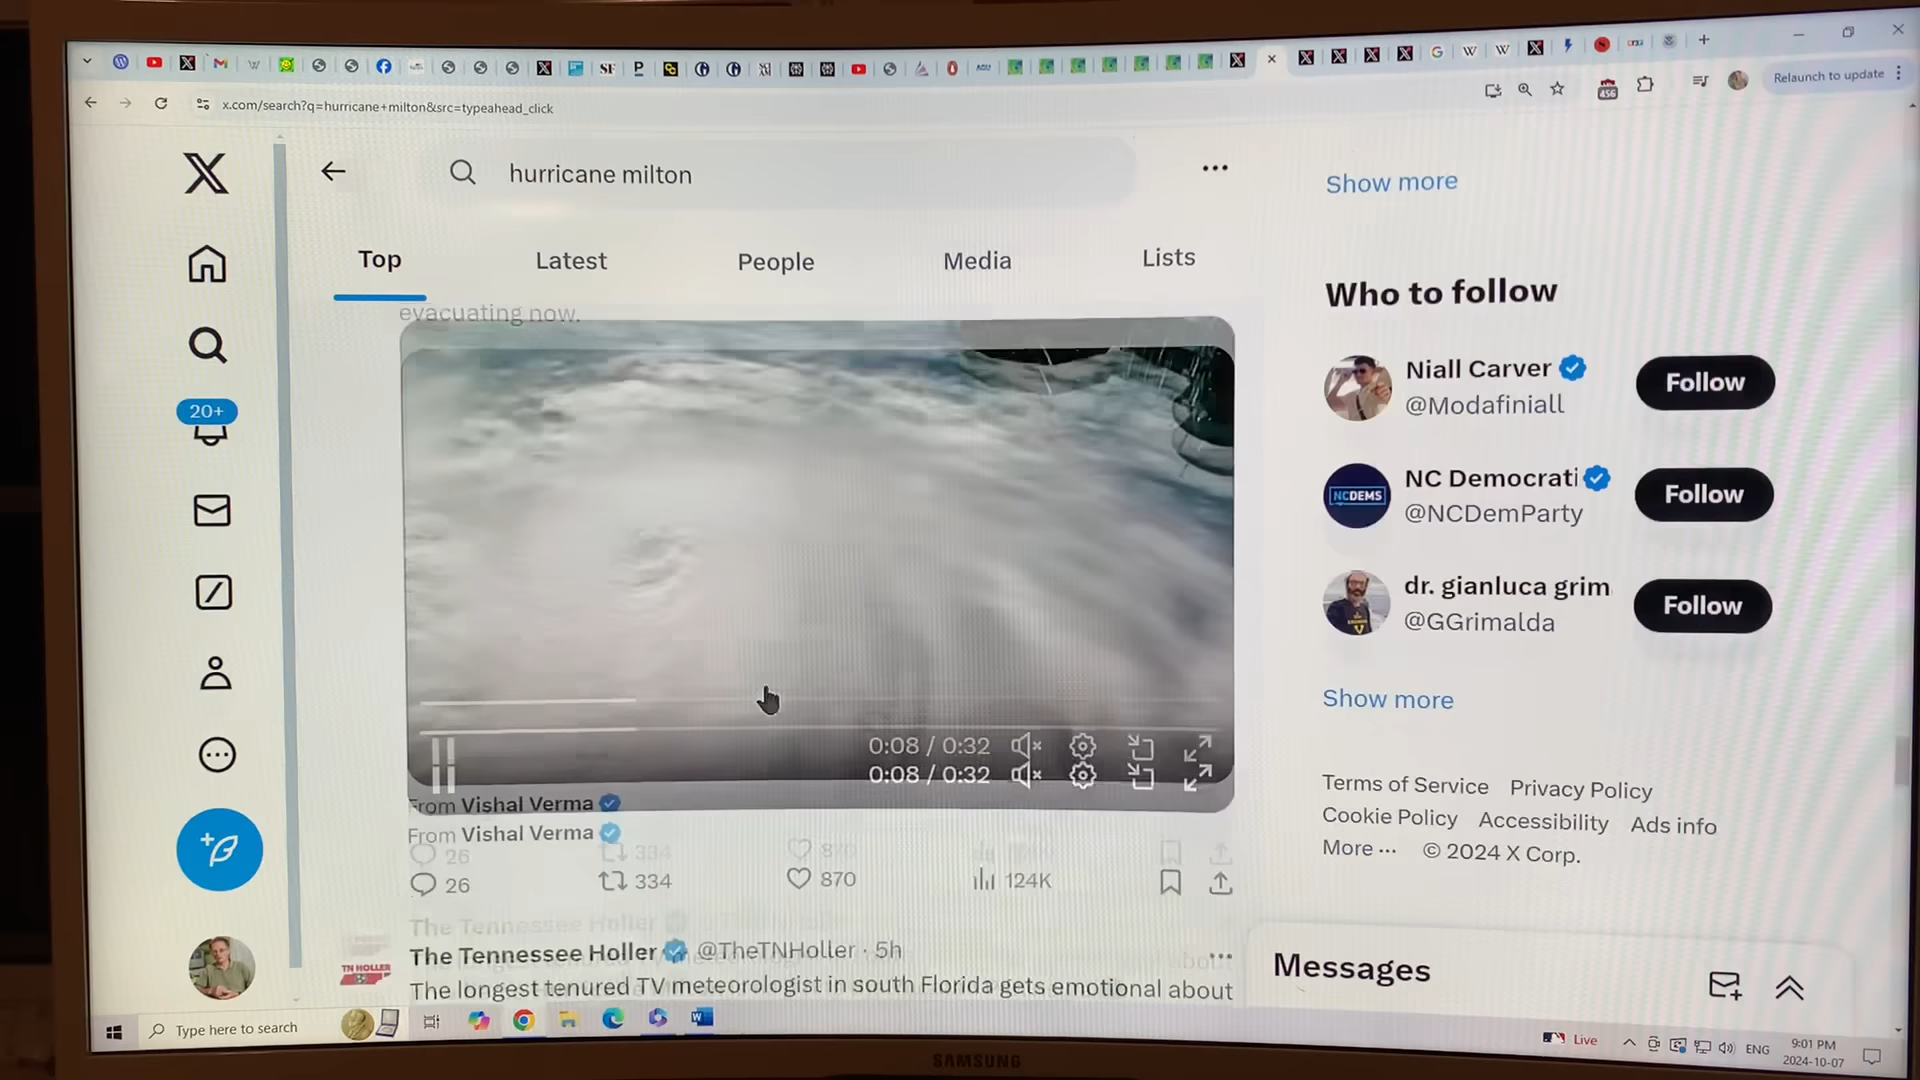 Relaunch to update
x.com/search?q=hurricane+milton&src=typeahead_click
456
hurricane milton
Show more
Top
Latest
People
Media
Lists
evacuating now.
20+
Who to follow
Niall Carver
@Modafiniall
Follow
NCDEMS
NC Democrati
@NCDemParty
Follow
dr. gianluca grim
@GGrimalda
Follow
Show more
0:08 / 0:32
0:08 / 0:32
From Vishal Verma
From Vishal Verma
26 334 870
26 334 870 124K
The Tennessee Holler
TN HOLLER
The Tennessee Holler @TheTNHoller · 5h
The longest tenured TV meteorologist in south Florida gets emotional about
Terms of Service Privacy Policy
Cookie Policy Accessibility Ads info
More ··· © 2024 X Corp.
Messages
Type here to search
Live
ENG
9:01 PM
2024-10-07
SAMSUNG